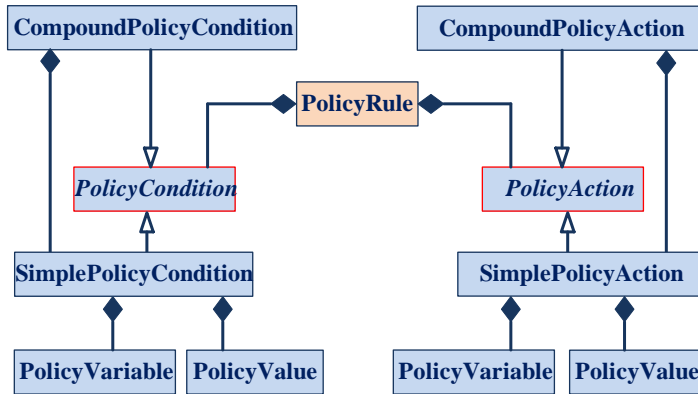 CompoundPolicyCondition
CompoundPolicyAction
PolicyRule
PolicyCondition
PolicyAction
SimplePolicyCondition
SimplePolicyAction
PolicyVariable
PolicyValue
PolicyVariable
PolicyValue